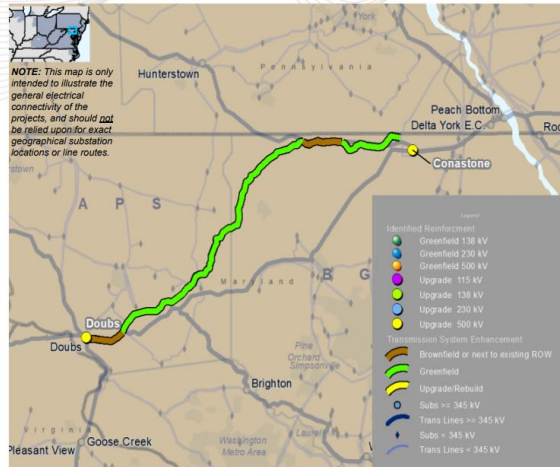 NOTE: This map is only
intended to illustrate the
general electrical
connectivity of the
projects, and should not
be relied upon for exact
geographical substation
locations or line routes.
York
Pennsylvania
Hunterstown
Peach Bottom
Delta York E.C.
Conastone
stown
A P S
Maryland
B G
Doubs
Doubs
Pine
Orchard
Simpsonville
Brighton
Virginia
Goose Creek
Pleasant View
Washington
Metro Area
Laurel
Legend
Identified Reinforcment
Greenfield 138 kV
Greenfield 230 kV
Greenfield 500 kV
Upgrade 115 kV
Upgrade 138 kV
Upgrade 230 kV
Upgrade 500 kV
Transmission System Enhancement
Brownfield or next to existing ROW
Greenfield
Upgrade/Rebuild
Subs >= 345 kV
Trans Lines >= 345 kV
Subs < 345 kV
Trans Lines < 345 kV